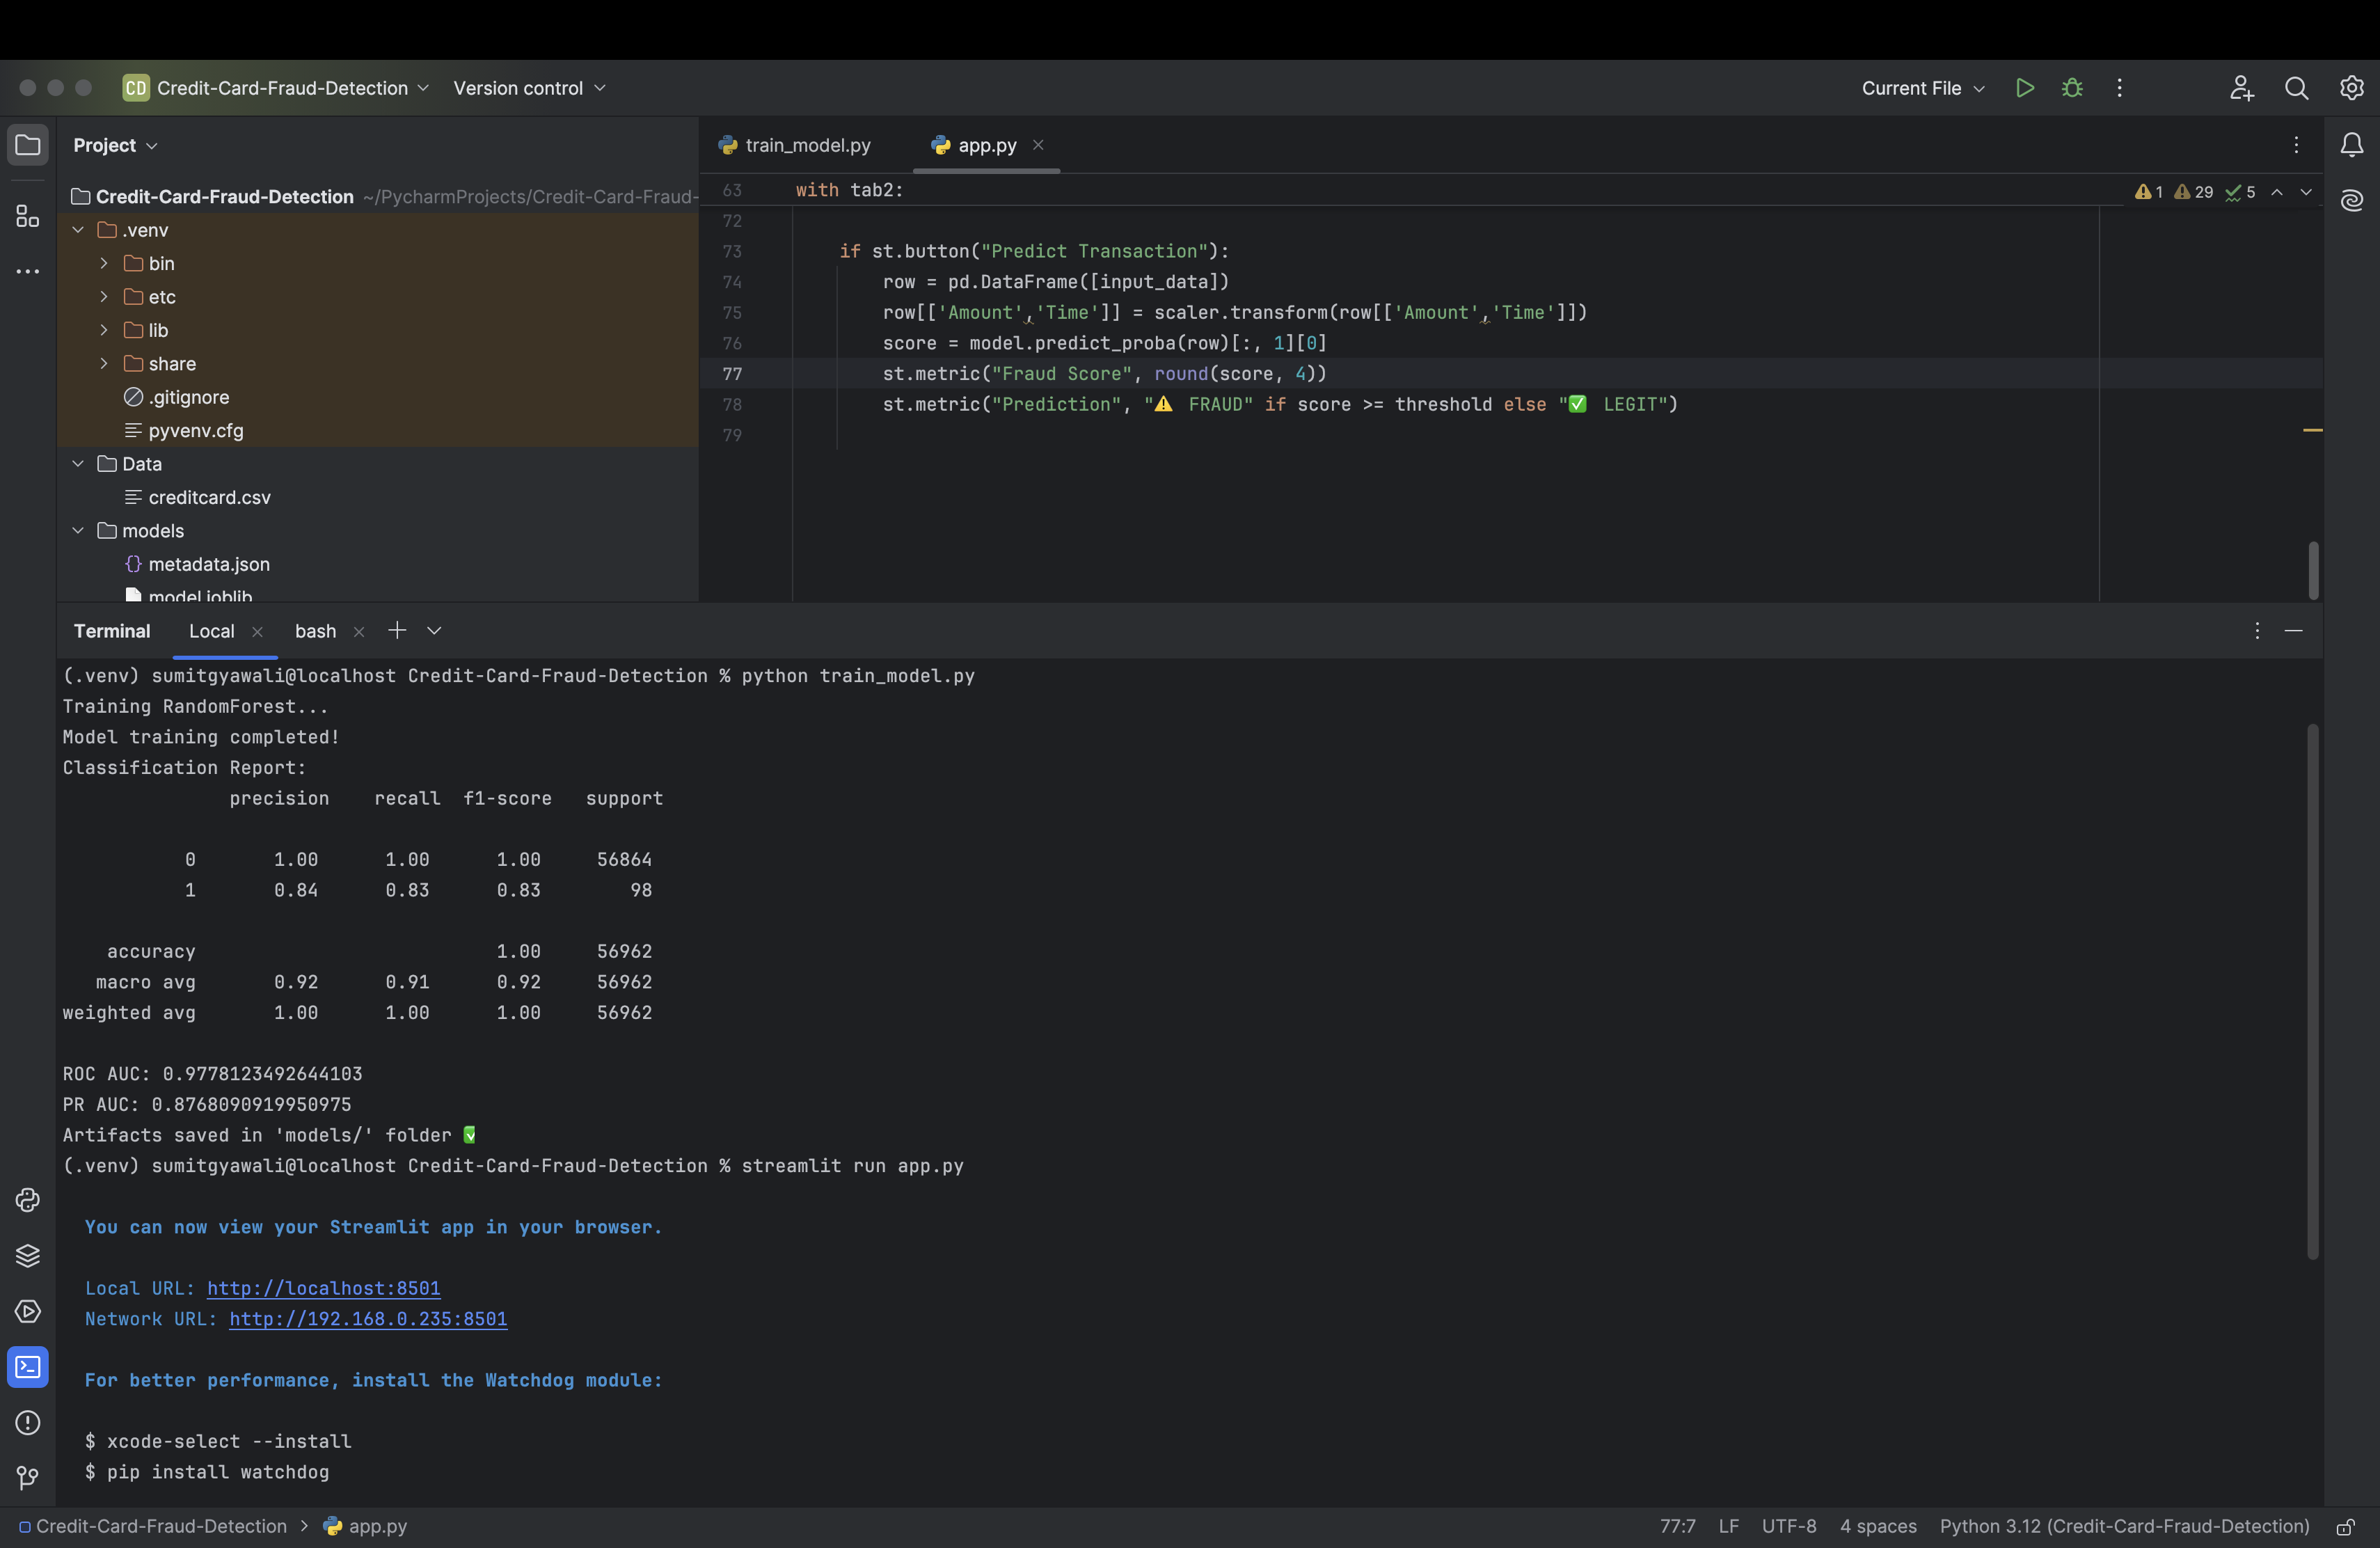 CD Credit-Card-Fraud-Detection Version control Current File
Project
Credit-Card-Fraud-Detection ~/PycharmProjects/Credit-Card-Fraud-
.venv
bin
etc
lib
share
.gitignore
pyvenv.cfg
Data
creditcard.csv
models
metadata.json
model.joblib
train_model.py app.py
63 with tab2:
1 29 5
72
73 if st.button("Predict Transaction"):
74 row = pd.DataFrame([input_data])
75 row[['Amount','Time']] = scaler.transform(row[['Amount','Time']])
76 score = model.predict_proba(row)[:, 1][0]
77 st.metric("Fraud Score", round(score, 4))
78 st.metric("Prediction", "⚠️ FRAUD" if score >= threshold else "✅ LEGIT")
79
Terminal Local bash
(.venv) sumitgyawali@localhost Credit-Card-Fraud-Detection % python train_model.py
Training RandomForest...
Model training completed!
Classification Report:
precision recall f1-score support
0 1.00 1.00 1.00 56864
1 0.84 0.83 0.83 98
accuracy 1.00 56962
macro avg 0.92 0.91 0.92 56962
weighted avg 1.00 1.00 1.00 56962
ROC AUC: 0.9778123492644103
PR AUC: 0.8768090919950975
Artifacts saved in 'models/' folder ✅
(.venv) sumitgyawali@localhost Credit-Card-Fraud-Detection % streamlit run app.py
You can now view your Streamlit app in your browser.
Local URL: http://localhost:8501
Network URL: http://192.168.0.235:8501
For better performance, install the Watchdog module:
$ xcode-select --install
$ pip install watchdog
Credit-Card-Fraud-Detection > app.py 77:7 LF UTF-8 4 spaces Python 3.12 (Credit-Card-Fraud-Detection)